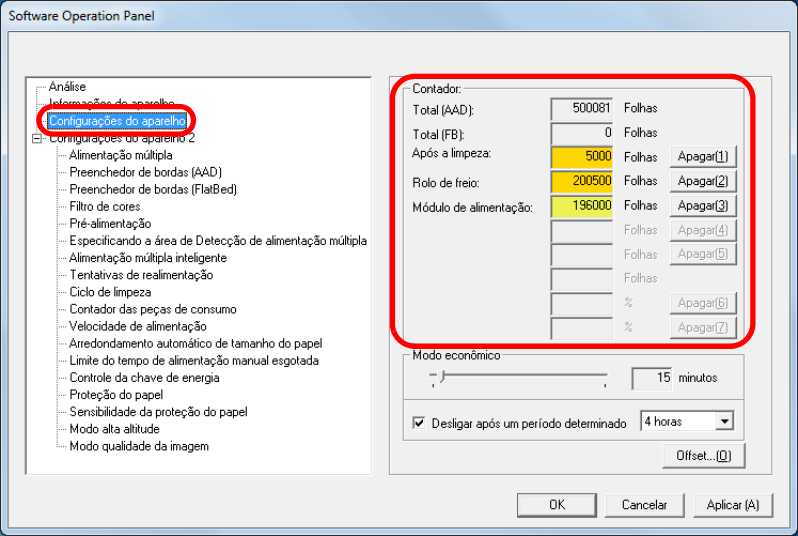 Software Operation Panel
Análise
Informações do aparelho
Configurações do aparelho
Configurações do aparelho 2
Alimentação múltipla
Preenchedor de bordas (AAD)
Preenchedor de bordas (FlatBed)
Filtro de cores
Pré-alimentação
Especificando a área de Detecção de alimentação múltipla
Alimentação múltipla inteligente
Tentativas de realimentação
Ciclo de limpeza
Contador das peças de consumo
Velocidade de alimentação
Arredondamento automático de tamanho do papel
Limite do tempo de alimentação manual esgotada
Controle da chave de energia
Proteção do papel
Sensibilidade da proteção do papel
Modo alta altitude
Modo qualidade da imagem
Contador:
Total (AAD): 500081 Folhas
Total (FB): 0 Folhas
Após a limpeza: 5000 Folhas Apagar(1)
Rolo de freio: 200500 Folhas Apagar(2)
Módulo de alimentação: 196000 Folhas Apagar(3)
Folhas Apagar(4)
Folhas Apagar(5)
Folhas
% Apagar(6)
% Apagar(7)
Modo econômico
15 minutos
Desligar após um período determinado 4 horas
Offset...(O)
OK Cancelar Aplicar (A)